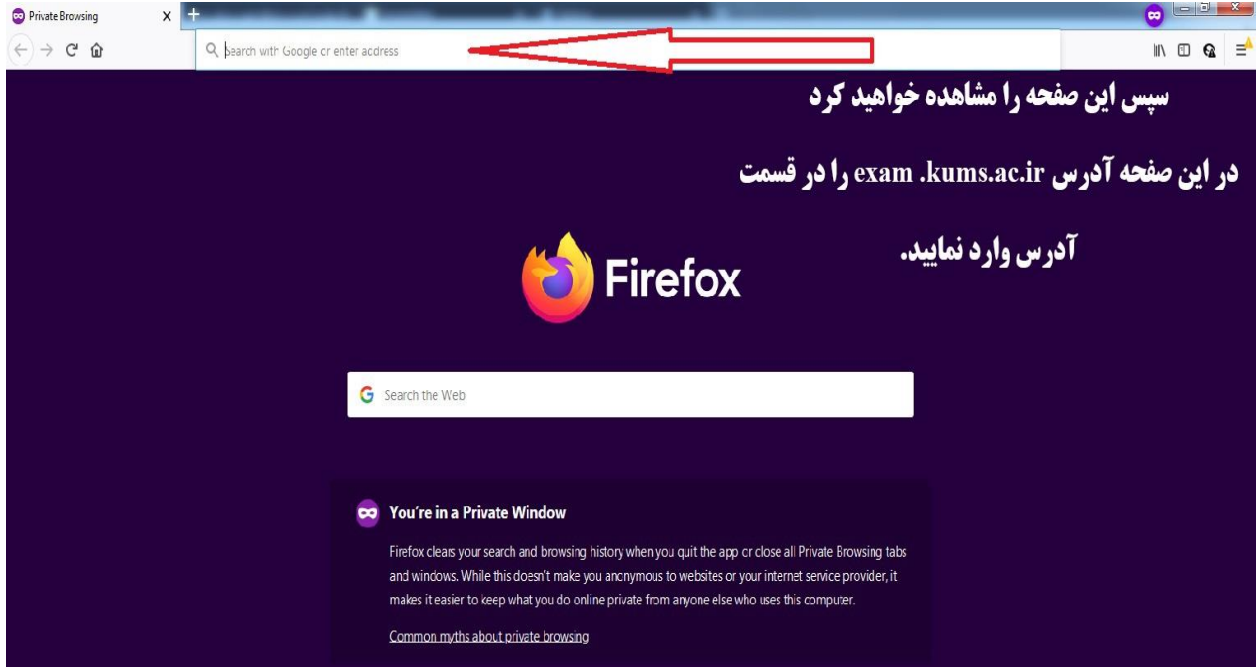 Private Browsing
Search with Google or enter address
سپس این صفحه را مشاهده خواهید کرد
در این صفحه آدرس exam .kums.ac.ir را در قسمت
آدرس وارد نمایید.
Firefox
Search the Web
You're in a Private Window
Firefox clears your search and browsing history when you quit the app or close all Private Browsing tabs
and windows. While this doesn't make you anonymous to websites or your internet service provider, it
makes it easier to keep what you do online private from anyone else who uses this computer.
Common myths about private browsing